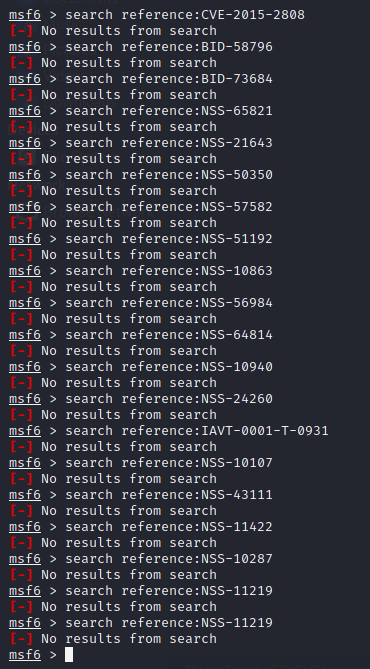 msf6 > search reference:CVE-2015-2808
[-] No results from search
msf6 > search reference:BID-58796
[-] No results from search
msf6 > search reference:BID-73684
[-] No results from search
msf6 > search reference:NSS-65821
[-] No results from search
msf6 > search reference:NSS-21643
[-] No results from search
msf6 > search reference:NSS-50350
[-] No results from search
msf6 > search reference:NSS-57582
[-] No results from search
msf6 > search reference:NSS-51192
[-] No results from search
msf6 > search reference:NSS-10863
[-] No results from search
msf6 > search reference:NSS-56984
[-] No results from search
msf6 > search reference:NSS-64814
[-] No results from search
msf6 > search reference:NSS-10940
[-] No results from search
msf6 > search reference:NSS-24260
[-] No results from search
msf6 > search reference:IAVT-0001-T-0931
[-] No results from search
msf6 > search reference:NSS-10107
[-] No results from search
msf6 > search reference:NSS-43111
[-] No results from search
msf6 > search reference:NSS-11422
[-] No results from search
msf6 > search reference:NSS-10287
[-] No results from search
msf6 > search reference:NSS-11219
[-] No results from search
msf6 > search reference:NSS-11219
[-] No results from search
msf6 >